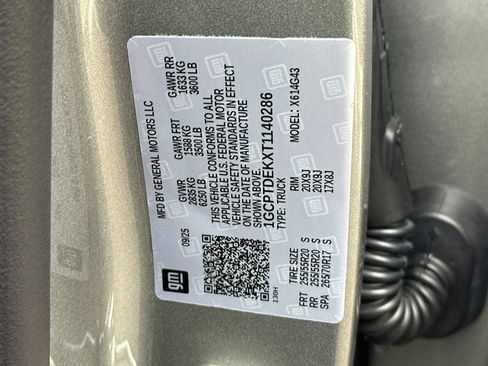 MFD BY GENERAL MOTORS LLC
GVWR GAWR FRT GAWR RR
2835 KG 1588 KG 1633 KG
6250 LB 3500 LB 3600 LB
THIS VEHICLE CONFORMS TO ALL
APPLICABLE U.S. FEDERAL MOTOR
VEHICLE SAFETY STANDARDS IN EFFECT
ON THE DATE OF MANUFACTURE
SHOWN ABOVE.
1GCPTDEKXT1140286
TYPE: TRUCK MODEL: X614G43
09/25
gm
130H
TIRE SIZE RIM
FRT 255/55R20 S 20X9J
RR 255/55R20 S 20X9J
SPA 265/70R17 S 17X8J